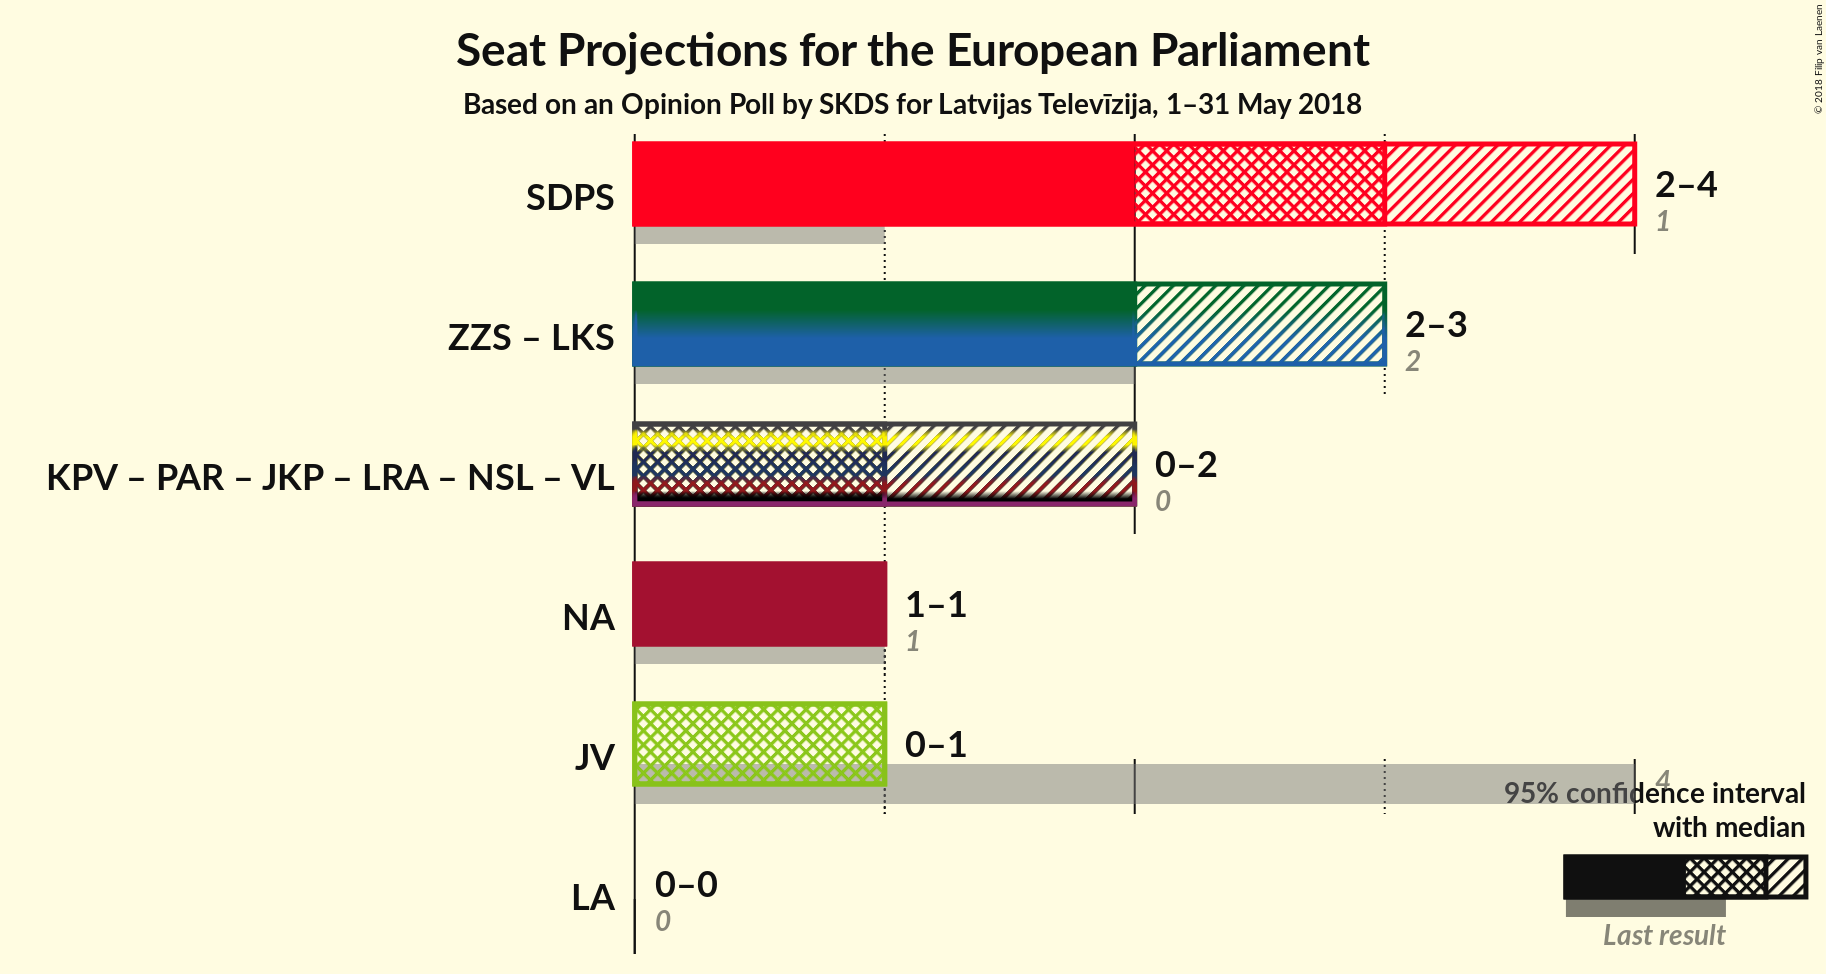 Seat Projections for the European Parliament
Based on an Opinion Poll by SKDS for Latvijas Televīzija, 1–31 May 2018
© 2018 Filip van Laenen
SDPS
2–4
1
ZZS – LKS
2–3
2
KPV – PAR – JKP – LRA – NSL – VL
0–2
0
NA
1–1
1
JV
0–1
4
LA
0–0
0
95% confidence interval
with median
Last result